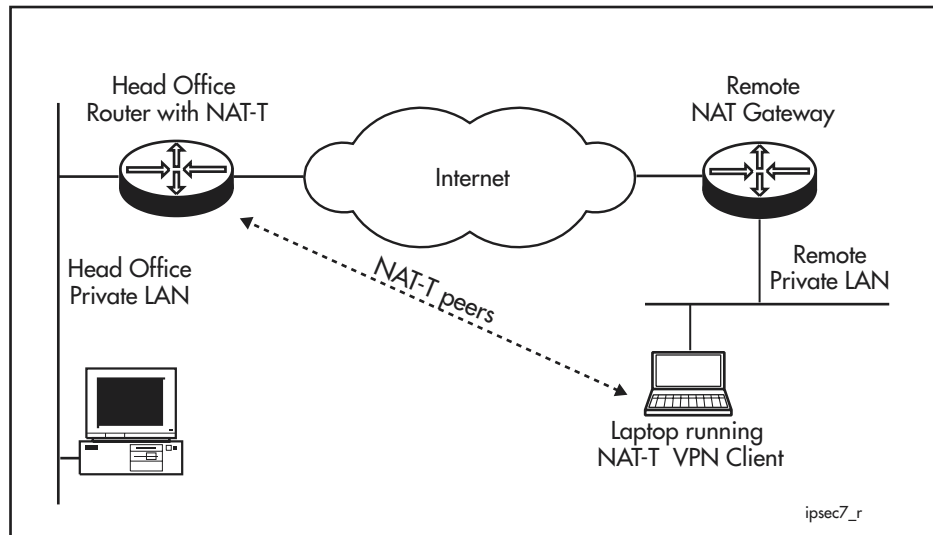 Head Office
Router with NAT-T
Remote
NAT Gateway
Internet
Head Office
Private LAN
NAT-T peers
Remote
Private LAN
Laptop running
NAT-T VPN Client
ipsec7_r